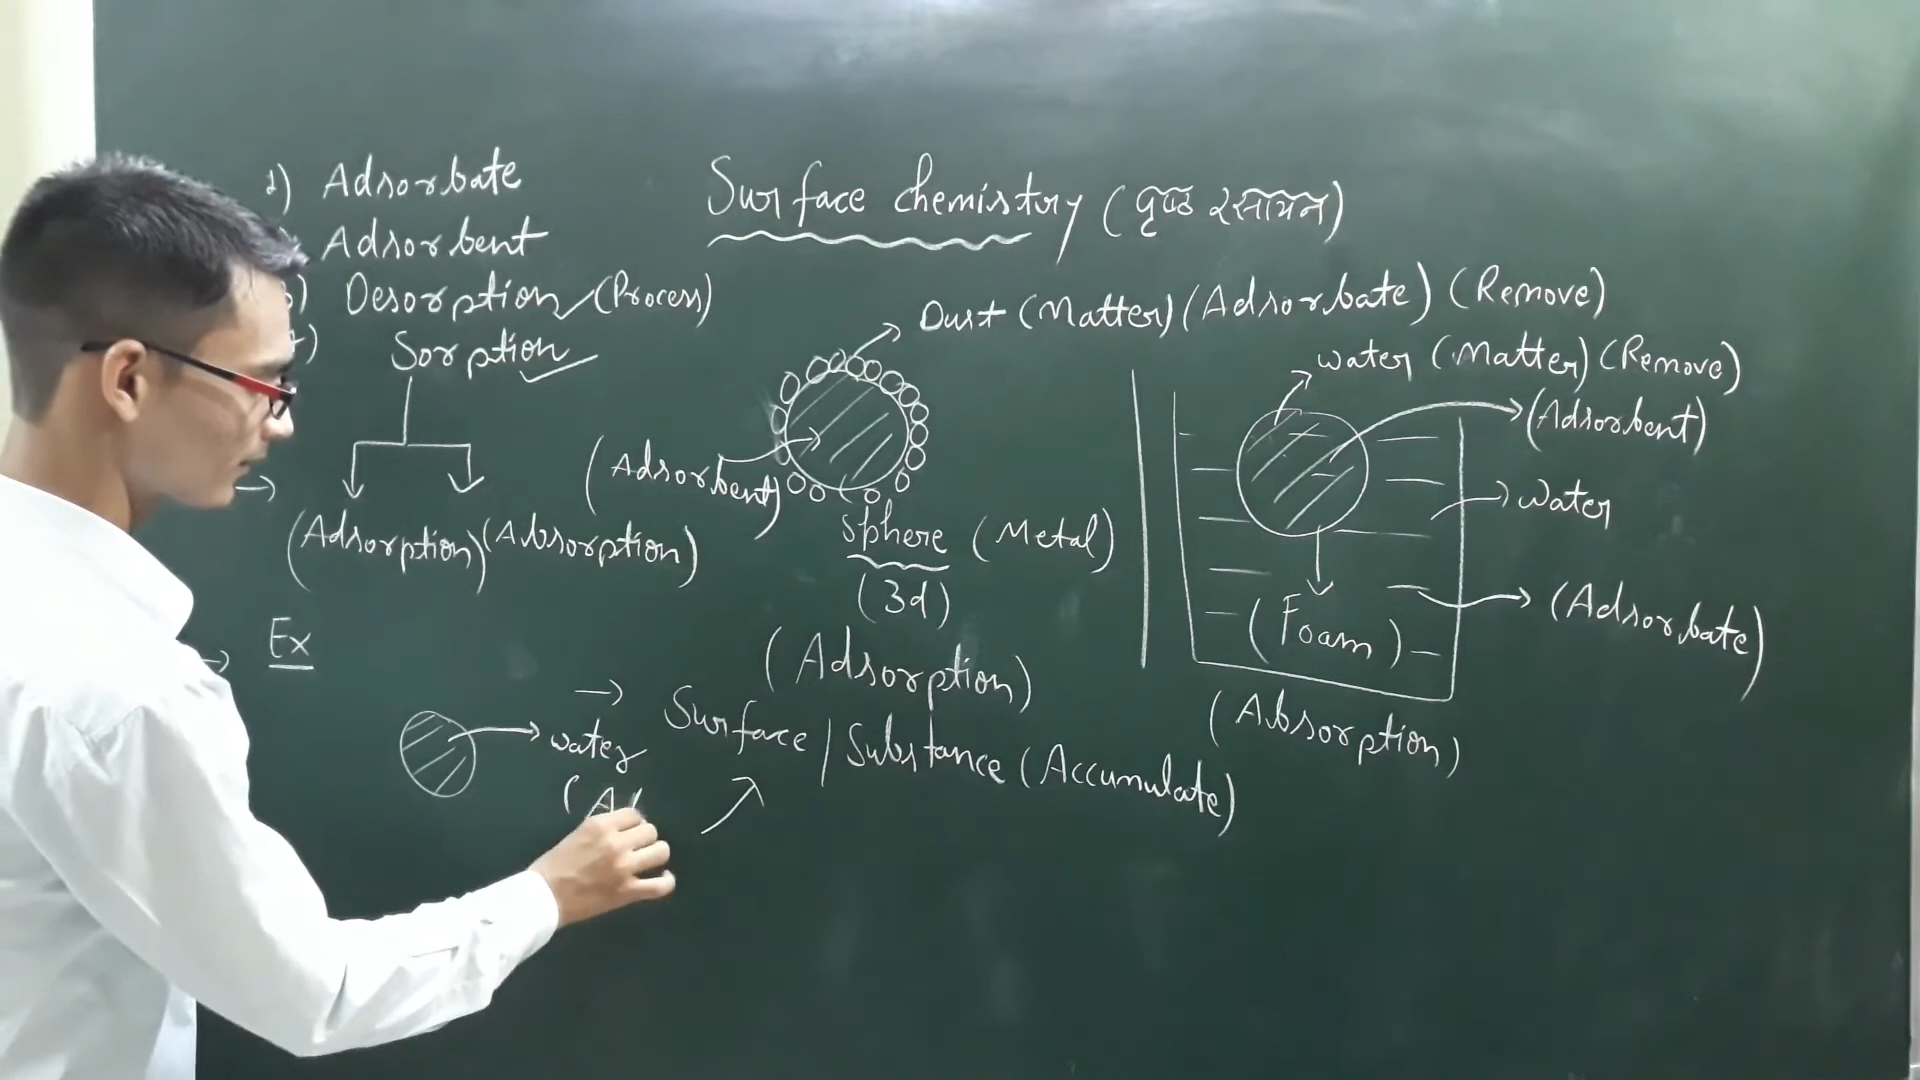 1) Adsorbate
Adsorbent
3) Desorption (Process)
Sorption
(Adsorption) (Absorption)
Ex
water
Surface chemistry (पृष्ठ रसायन)
Dust (Matter) (Adsorbate) (Remove)
(Adsorbent)
Sphere (Metal)
(3d)
(Adsorption)
Surface / Substance (Accumulate)
water (Matter) (Remove)
(Adsorbent)
water
(Adsorbate)
(Foam)
(Absorption)